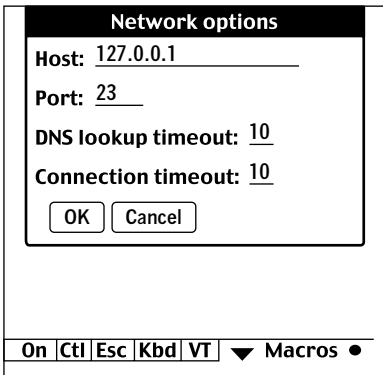 Network options
Host: 127.0.0.1
Port: 23
DNS lookup timeout: 10
Connection timeout: 10
OK Cancel
On Ctl Esc Kbd VT Macros